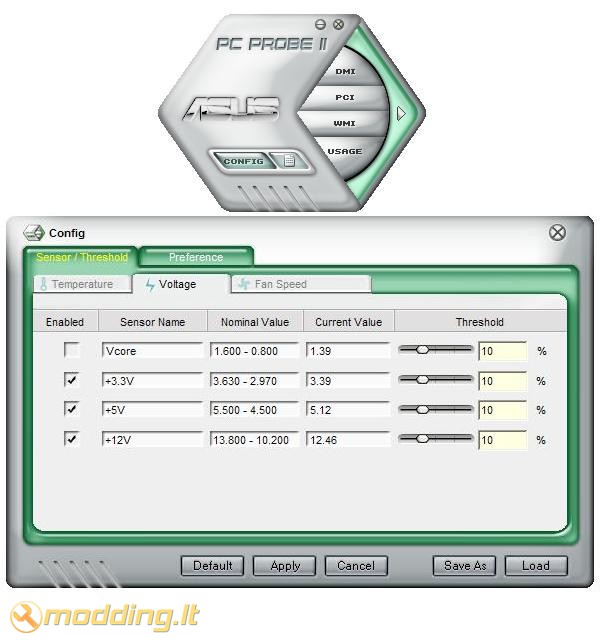 PC PROBE II
DMI
PCI
ASUS
WMI
USAGE
CONFIG
Config
Sensor / Threshold Preference
Temperature Voltage Fan Speed
Enabled Sensor Name Nominal Value Current Value Threshold
Vcore 1.600 - 0.800 1.39 10 %
+3.3V 3.630 - 2.970 3.39 10 %
+5V 5.500 - 4.500 5.12 10 %
+12V 13.800 - 10.200 12.46 10 %
Default Apply Cancel Save As Load
modding.lt